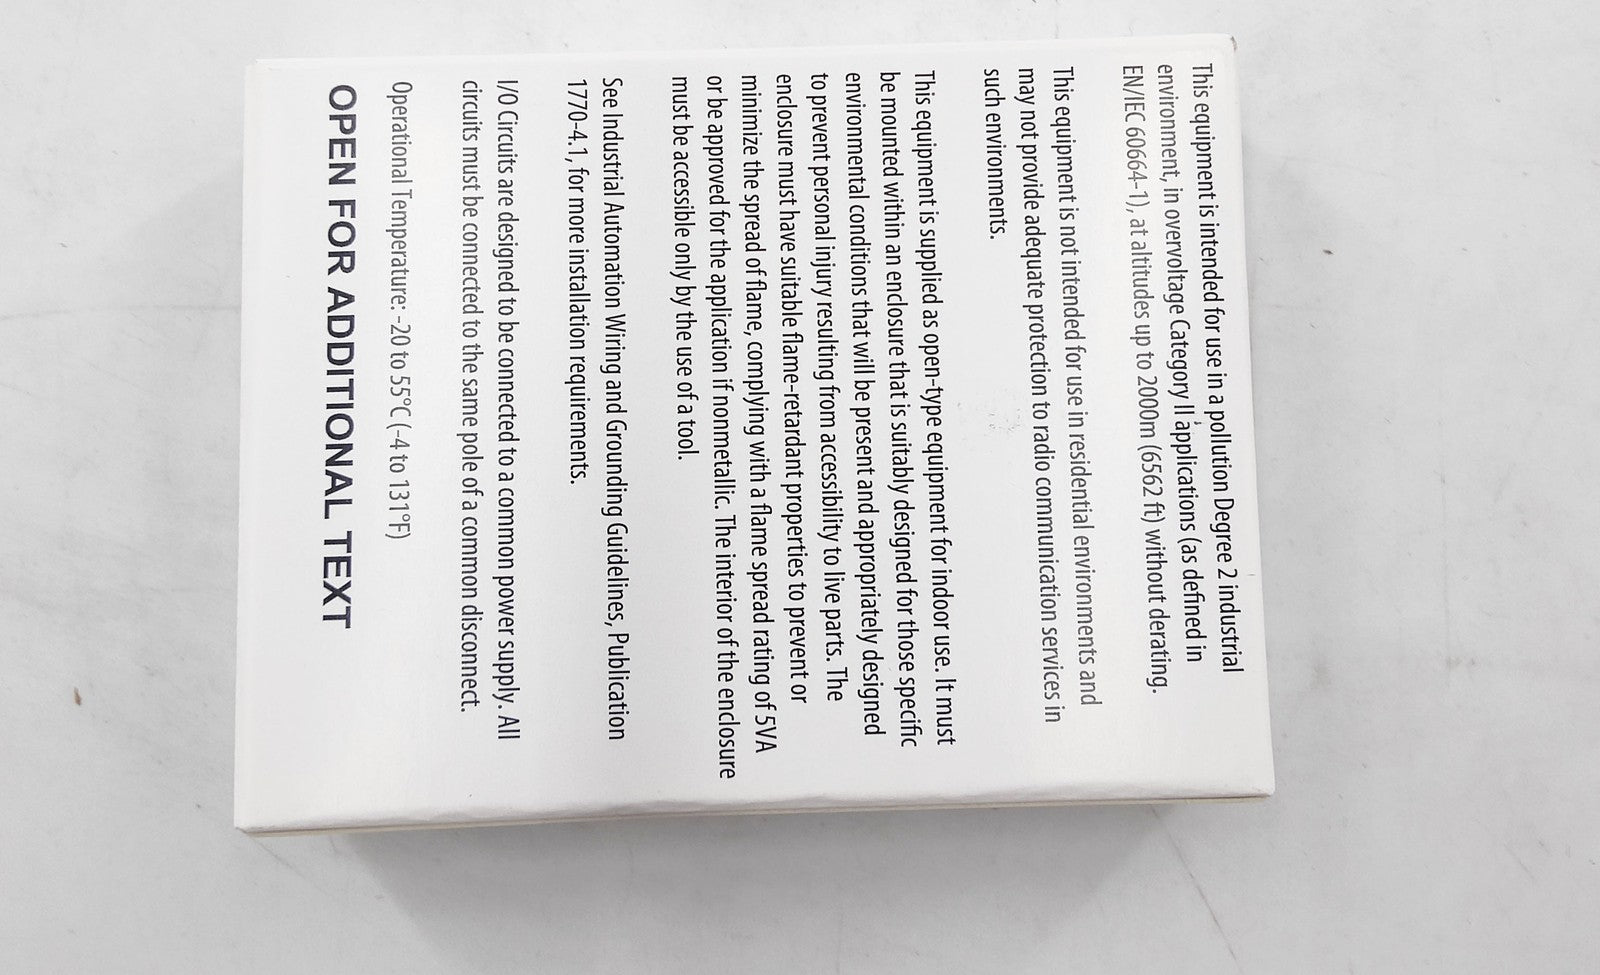 This equipment is intended for use in a pollution Degree 2 industrial
environment, in overvoltage Category II applications (as defined in
EN/IEC 60664-1), at altitudes up to 2000m (6562 ft) without derating.
This equipment is not intended for use in residential environments and
may not provide adequate protection to radio communication services in
such environments.
This equipment is supplied as open-type equipment for indoor use. It must
be mounted within an enclosure that is suitably designed for those specific
environmental conditions that will be present and appropriately designed
to prevent personal injury resulting from accessibility to live parts. The
enclosure must have suitable flame-retardant properties to prevent or
minimize the spread of flame, complying with a flame spread rating of 5VA
or be approved for the application if nonmetallic. The interior of the enclosure
must be accessible only by the use of a tool.
See Industrial Automation Wiring and Grounding Guidelines, Publication
1770-4.1, for more installation requirements.
I/O Circuits are designed to be connected to a common power supply. All
circuits must be connected to the same pole of a common disconnect.
Operational Temperature: -20 to 55°C (-4 to 131°F)
OPEN FOR ADDITIONAL TEXT